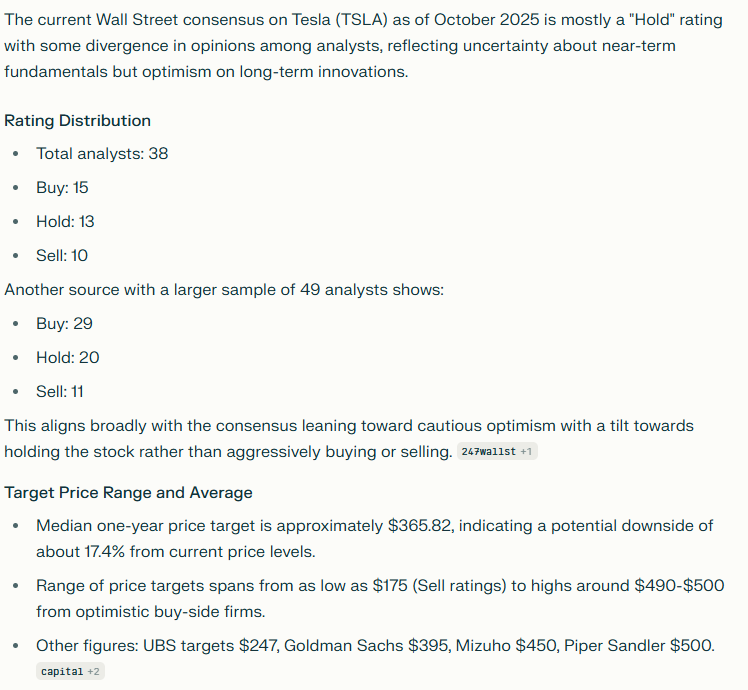 The current Wall Street consensus on Tesla (TSLA) as of October 2025 is mostly a "Hold" rating
with some divergence in opinions among analysts, reflecting uncertainty about near-term
fundamentals but optimism on long-term innovations.
Rating Distribution
• Total analysts: 38
• Buy: 15
• Hold: 13
• Sell: 10
Another source with a larger sample of 49 analysts shows:
• Buy: 29
• Hold: 20
• Sell: 11
This aligns broadly with the consensus leaning toward cautious optimism with a tilt towards
holding the stock rather than aggressively buying or selling. 247wallst +1
Target Price Range and Average
• Median one-year price target is approximately $365.82, indicating a potential downside of
about 17.4% from current price levels.
• Range of price targets spans from as low as $175 (Sell ratings) to highs around $490-$500
from optimistic buy-side firms.
• Other figures: UBS targets $247, Goldman Sachs $395, Mizuho $450, Piper Sandler $500.
capital +2